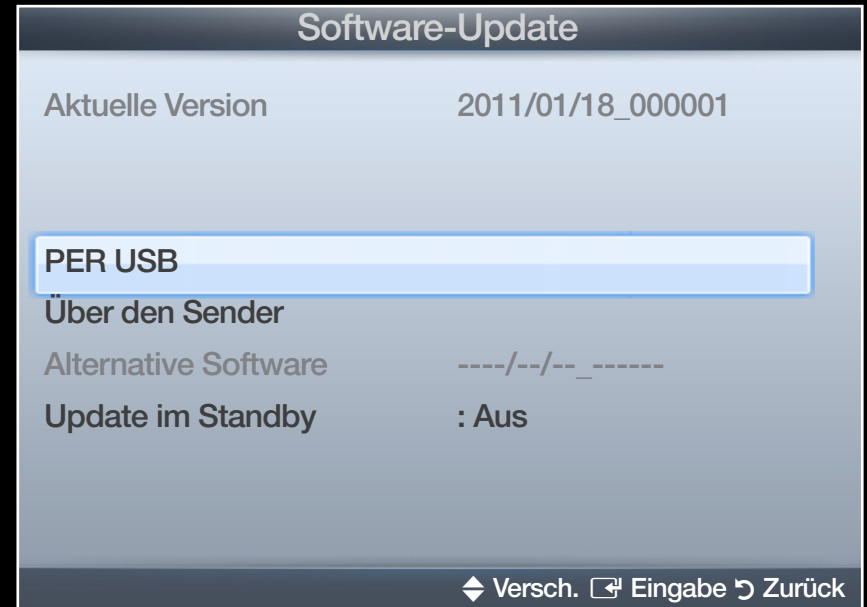 Software-Update
Aktuelle Version 2011/01/18_000001
PER USB
Über den Sender
Alternative Software ----/--/--_------
Update im Standby : Aus
Versch. Eingabe Zurück